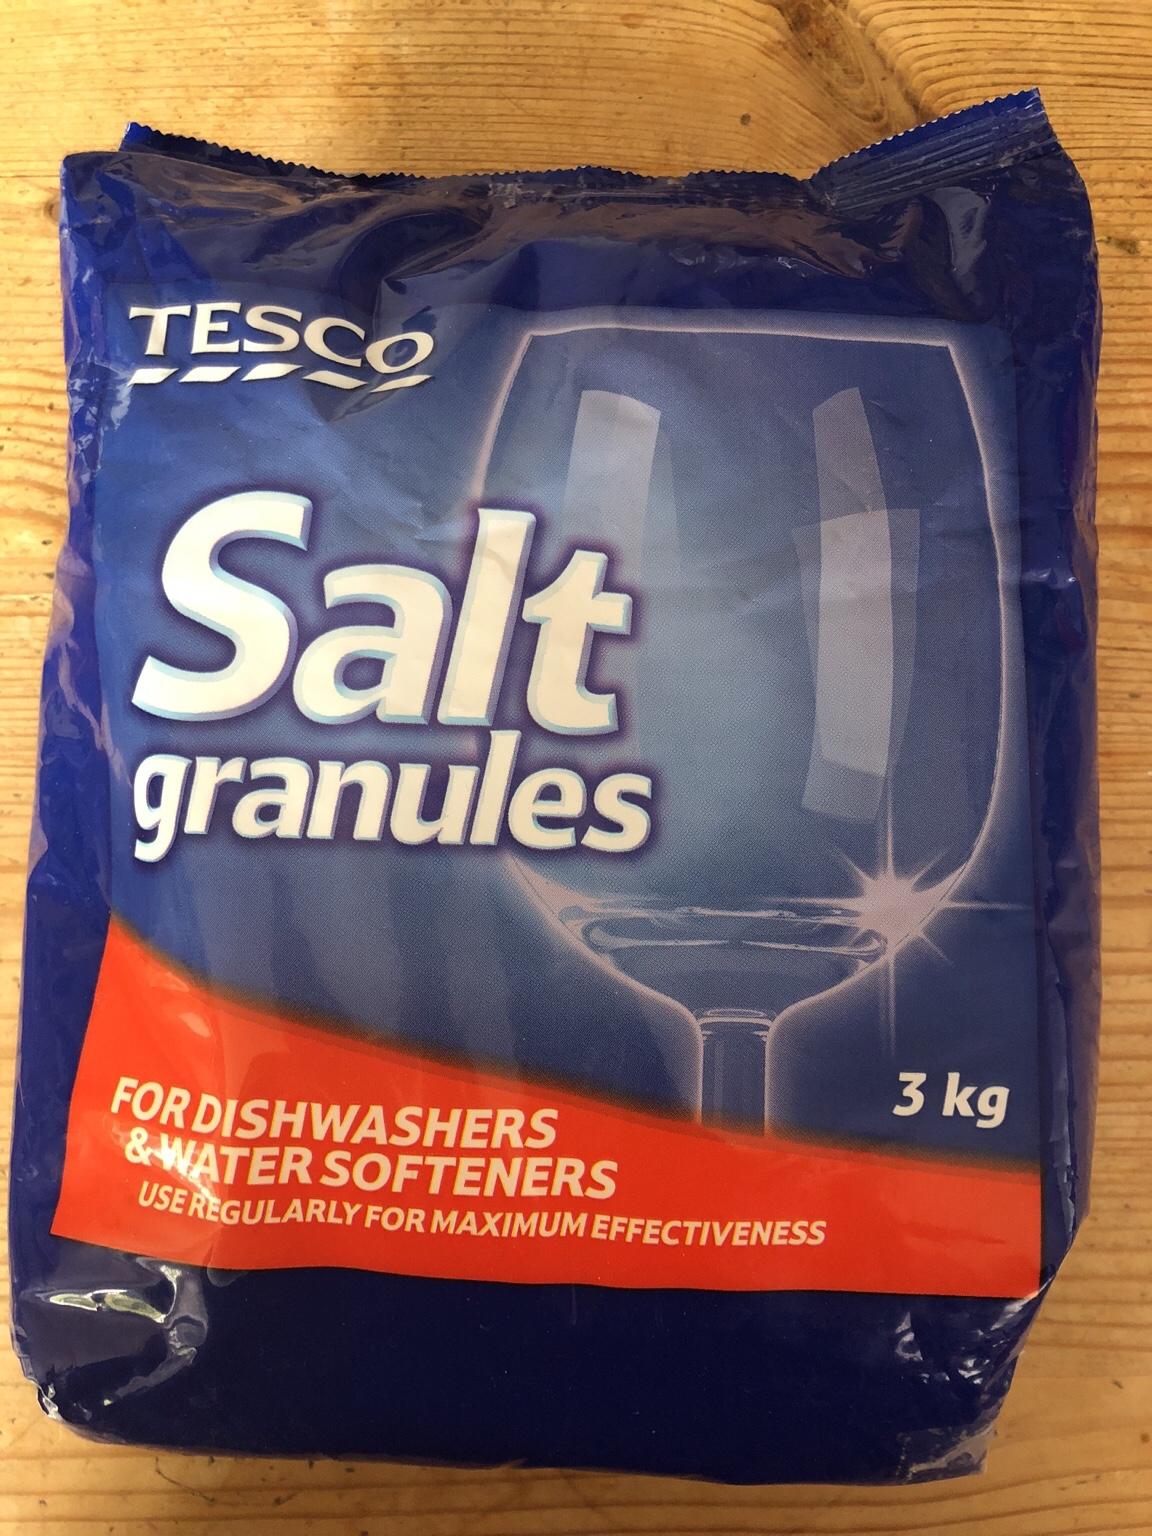 TESCO
Salt
granules
3 kg
FOR DISHWASHERS
& WATER SOFTENERS
USE REGULARLY FOR MAXIMUM EFFECTIVENESS